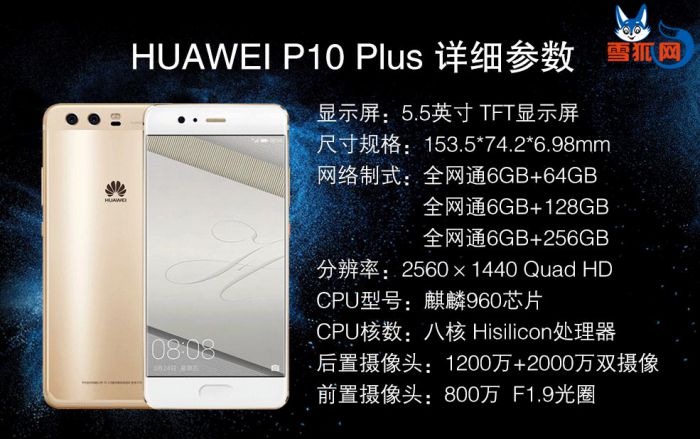 雪狐网
HUAWEI P10 Plus 详细参数
显示屏：5.5英寸 TFT显示屏
尺寸规格：153.5*74.2*6.98mm
网络制式：全网通6GB+64GB
全网通6GB+128GB
全网通6GB+256GB
分辨率：2560×1440 Quad HD
CPU型号：麒麟960芯片
CPU核数：八核 Hisilicon处理器
后置摄像头：1200万+2000万双摄像
前置摄像头：800万 F1.9光圈
HUAWEI
08:08